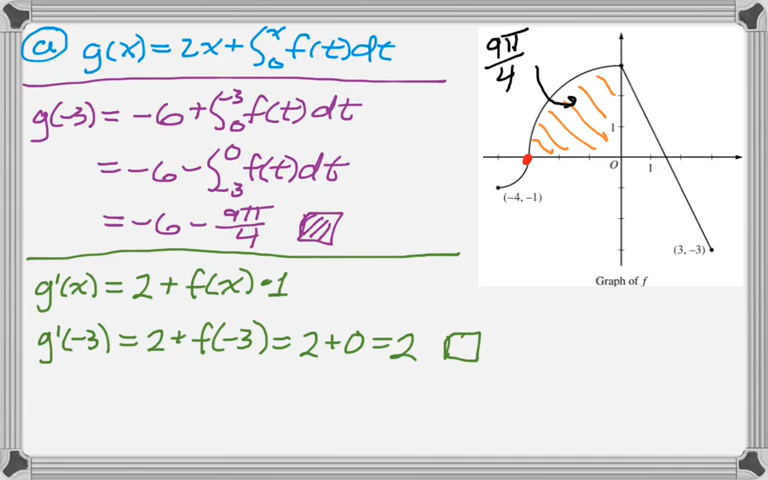 ⓐ g(x) = 2x + ∫₀ˣ f(t)dt
g(-3) = -6 + ∫₀⁻³ f(t)dt
= -6 - ∫₋₃⁰ f(t)dt
= -6 - 9π/4
g'(x) = 2 + f(x)•1
g'(-3) = 2 + f(-3) = 2 + 0 = 2
9π/4
1
O
1
(-4, -1)
(3, -3)
Graph of f